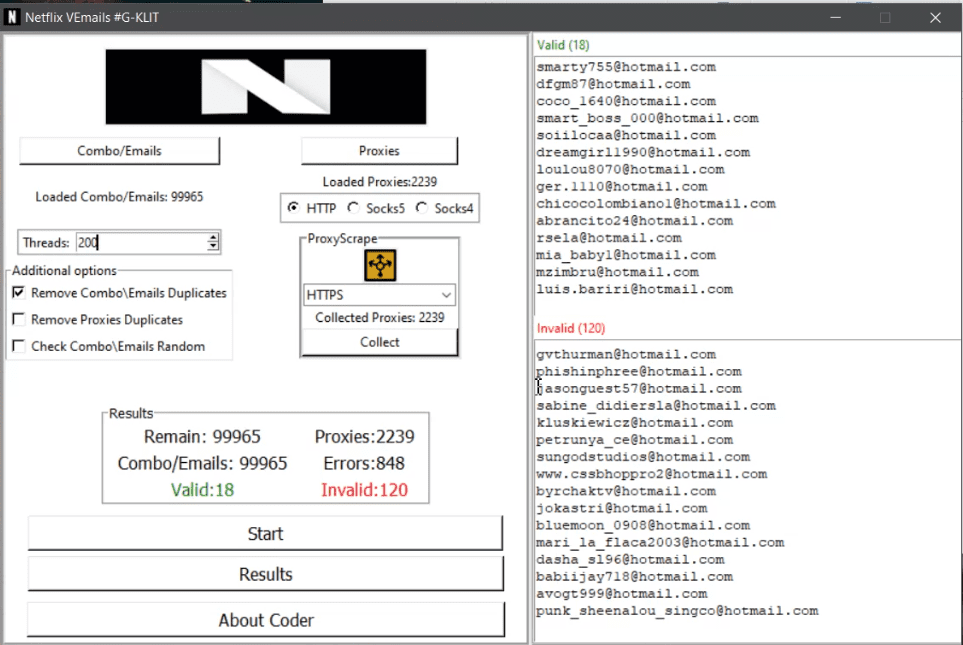 Netflix VEmails #G-KLIT
N
Combo/Emails
Proxies
Loaded Combo/Emails: 99965
Loaded Proxies:2239
HTTP Socks5 Socks4
Threads: 200
ProxyScrape
HTTPS
Collected Proxies: 2239
Collect
Additional options
Remove Combo\Emails Duplicates
Remove Proxies Duplicates
Check Combo\Emails Random
Results
Remain: 99965 Proxies:2239
Combo/Emails: 99965 Errors:848
Valid:18 Invalid:120
Start
Results
About Coder
Valid (18)
smarty755@hotmail.com
dfgm87@hotmail.com
coco_1640@hotmail.com
smart_boss_000@hotmail.com
soiilocaa@hotmail.com
dreamgirl1990@hotmail.com
loulou8070@hotmail.com
ger.1110@hotmail.com
chicocolombiano1@hotmail.com
abrancito24@hotmail.com
rsela@hotmail.com
mia_baby1@hotmail.com
mzimbru@hotmail.com
luis.bariri@hotmail.com
Invalid (120)
gvthurman@hotmail.com
phishinphree@hotmail.com
jasonguest57@hotmail.com
sabine_didiersla@hotmail.com
kluskiewicz@hotmail.com
petrunya_ce@hotmail.com
sungodstudios@hotmail.com
www.cssbhoppro2@hotmail.com
byrchaktv@hotmail.com
jokastri@hotmail.com
bluemoon_0908@hotmail.com
mari_la_flaca2003@hotmail.com
dasha_sl96@hotmail.com
babiijay718@hotmail.com
avogt999@hotmail.com
punk_sheenalou_singco@hotmail.com